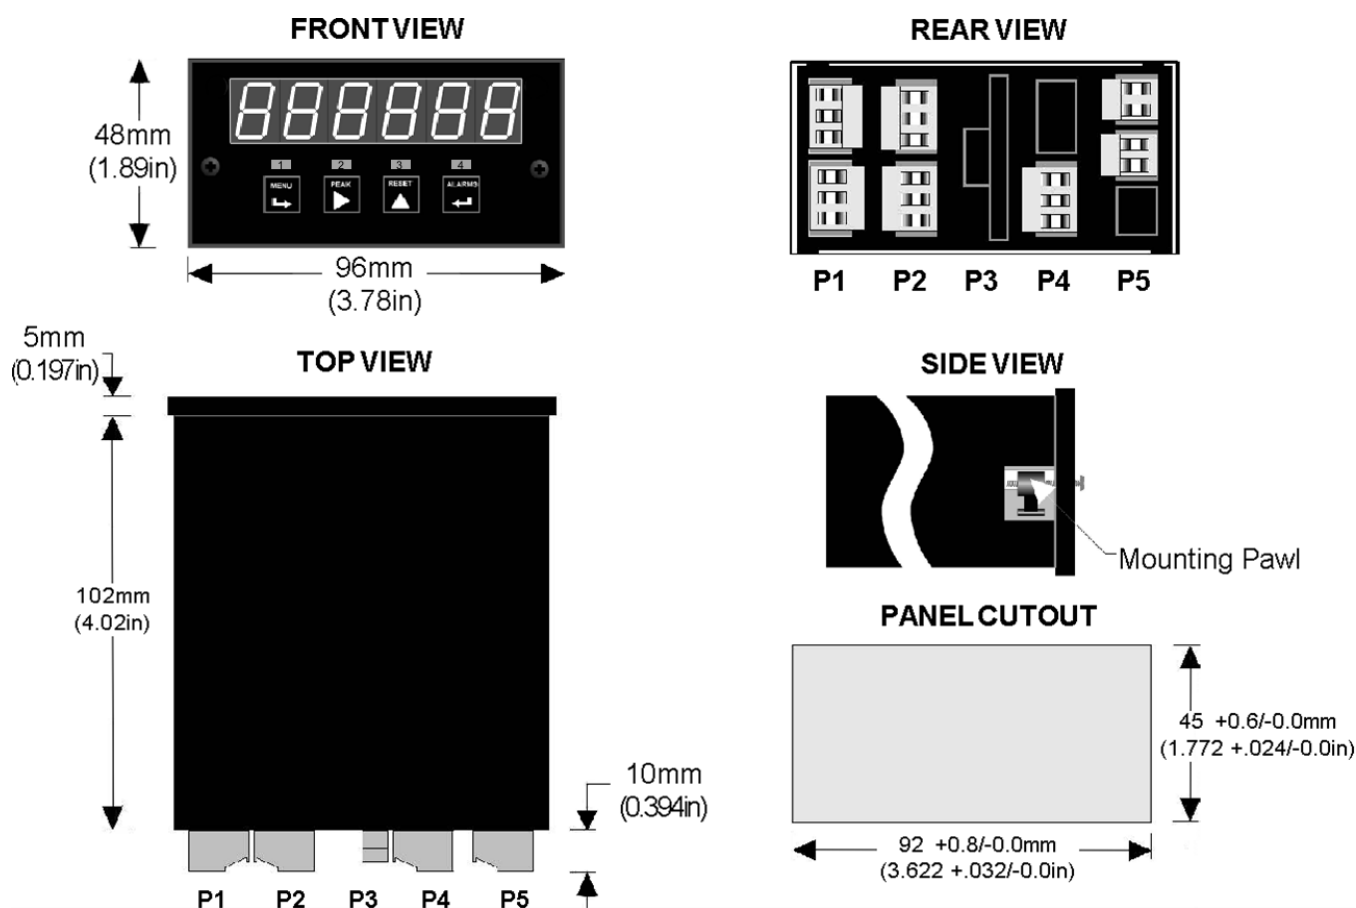 FRONT VIEW
888888
1 2 3 4
MENU PEAK RESET ALARMS
48mm
(1.89in)
96mm
(3.78in)
REAR VIEW
P1 P2 P3 P4 P5
TOP VIEW
5mm
(0.197in)
102mm
(4.02in)
10mm
(0.394in)
P1 P2 P3 P4 P5
SIDE VIEW
Mounting Pawl
PANEL CUTOUT
45 +0.6/-0.0mm
(1.772 +.024/-0.0in)
92 +0.8/-0.0mm
(3.622 +.032/-0.0in)